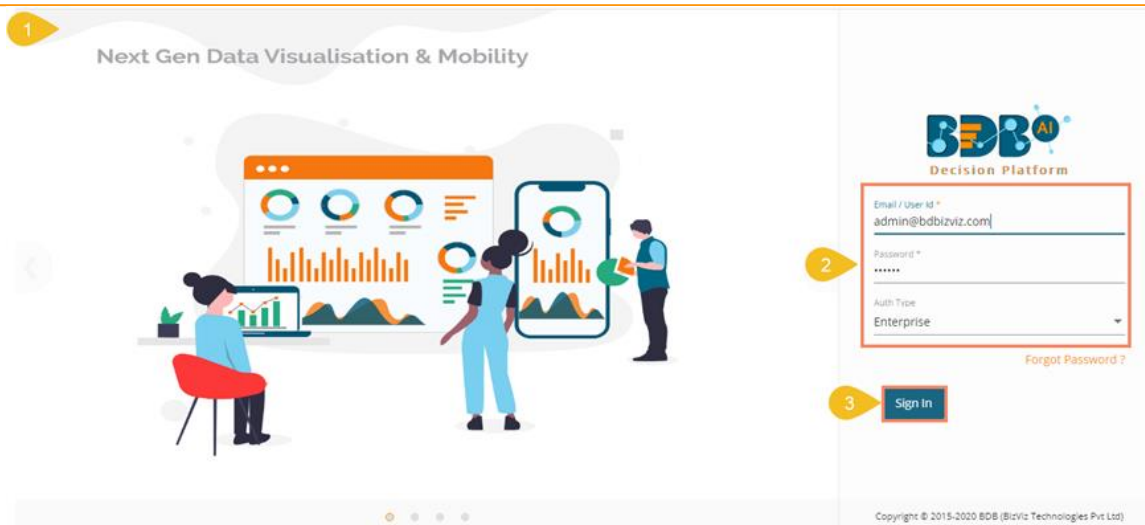 1
Next Gen Data Visualisation & Mobility
BDB AI
Decision Platform
Email / User Id *
admin@bdbizviz.com
2
Password *
••••••
Auth Type
Enterprise
Forgot Password ?
3
Sign In
Copyright © 2015-2020 BDB (BizViz Technologies Pvt Ltd)